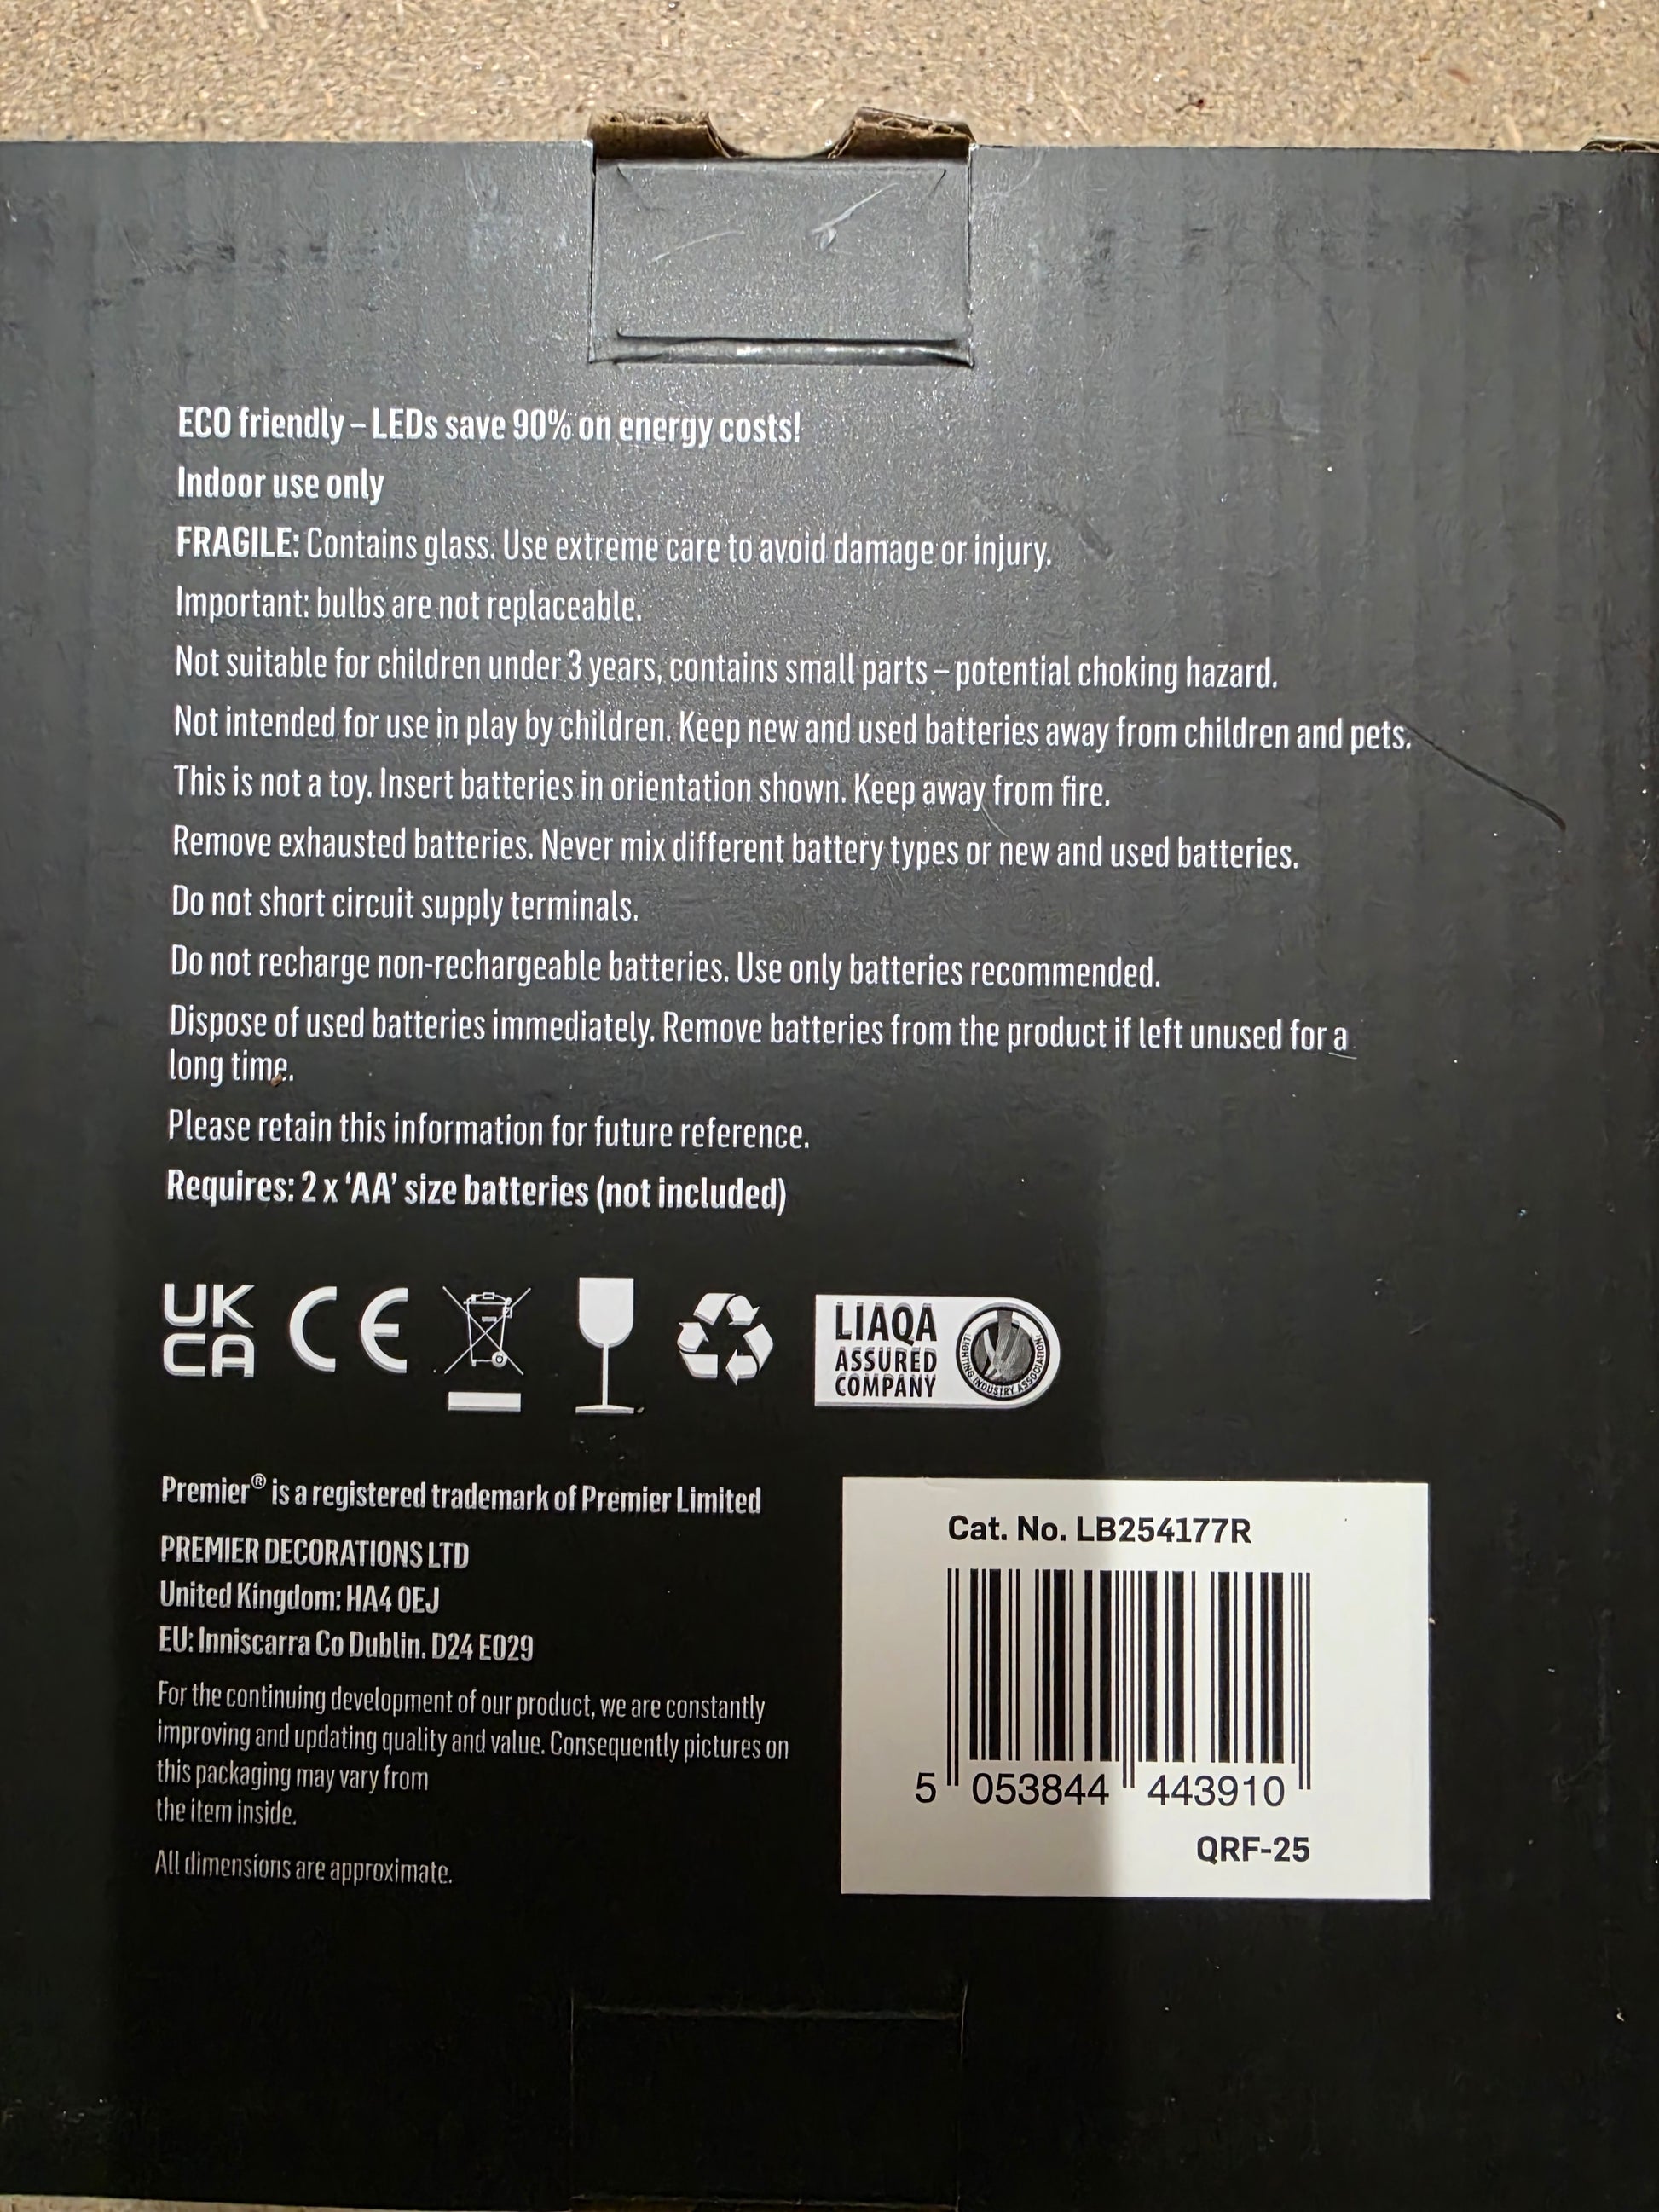 ECO friendly – LEDs save 90% on energy costs!
Indoor use only
FRAGILE: Contains glass. Use extreme care to avoid damage or injury.
Important: bulbs are not replaceable.
Not suitable for children under 3 years, contains small parts – potential choking hazard.
Not intended for use in play by children. Keep new and used batteries away from children and pets.
This is not a toy. Insert batteries in orientation shown. Keep away from fire.
Remove exhausted batteries. Never mix different battery types or new and used batteries.
Do not short circuit supply terminals.
Do not recharge non-rechargeable batteries. Use only batteries recommended.
Dispose of used batteries immediately. Remove batteries from the product if left unused for a
long time.
Please retain this information for future reference.
Requires: 2 x ‘AA’ size batteries (not included)
UK
CA
CE
LIAQA
ASSURED
COMPANY
LIGHTING INDUSTRY ASSOCIATION
Premier® is a registered trademark of Premier Limited
PREMIER DECORATIONS LTD
United Kingdom: HA4 0EJ
EU: Inniscarra Co Dublin. D24 E029
For the continuing development of our product, we are constantly
improving and updating quality and value. Consequently pictures on
this packaging may vary from
the item inside.
All dimensions are approximate.
Cat. No. LB254177R
5 053844 443910
QRF-25